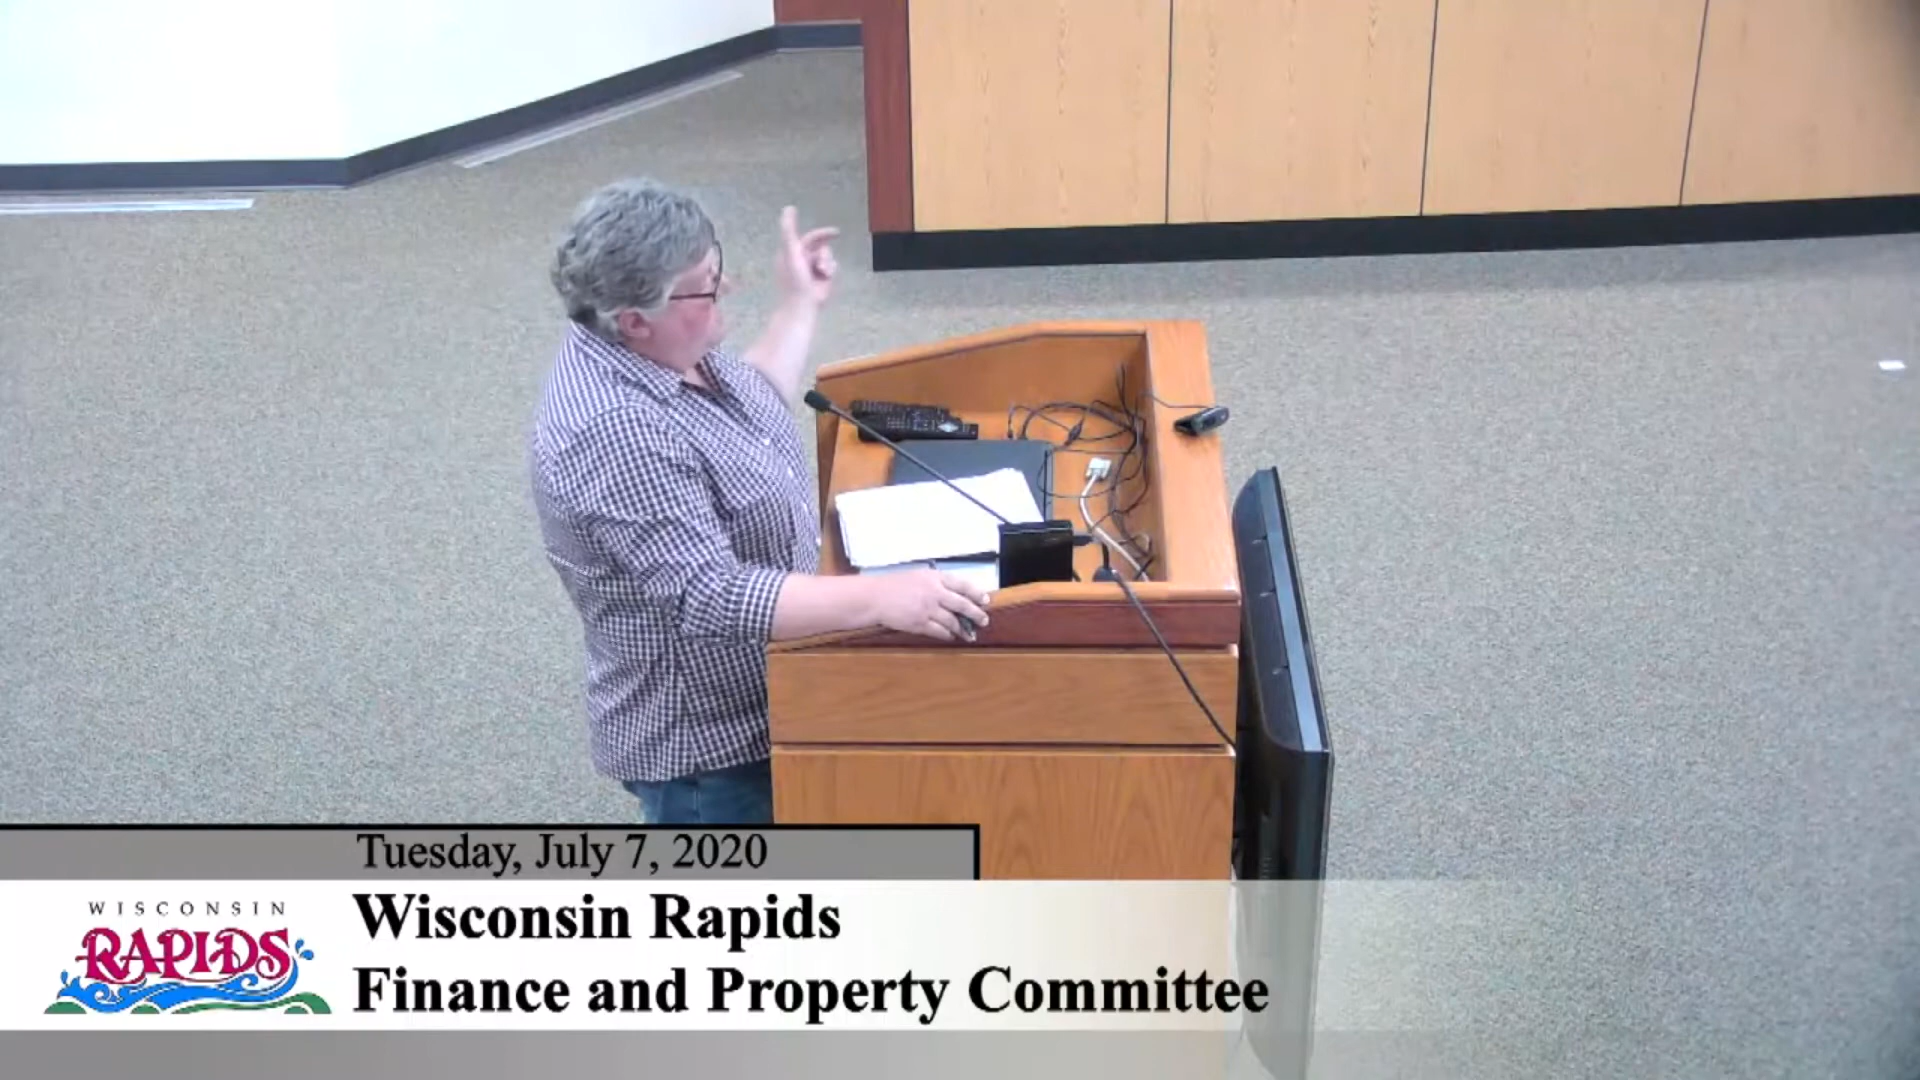 Tuesday, July 7, 2020
WISCONSIN
RAPIDS
Wisconsin Rapids
Finance and Property Committee